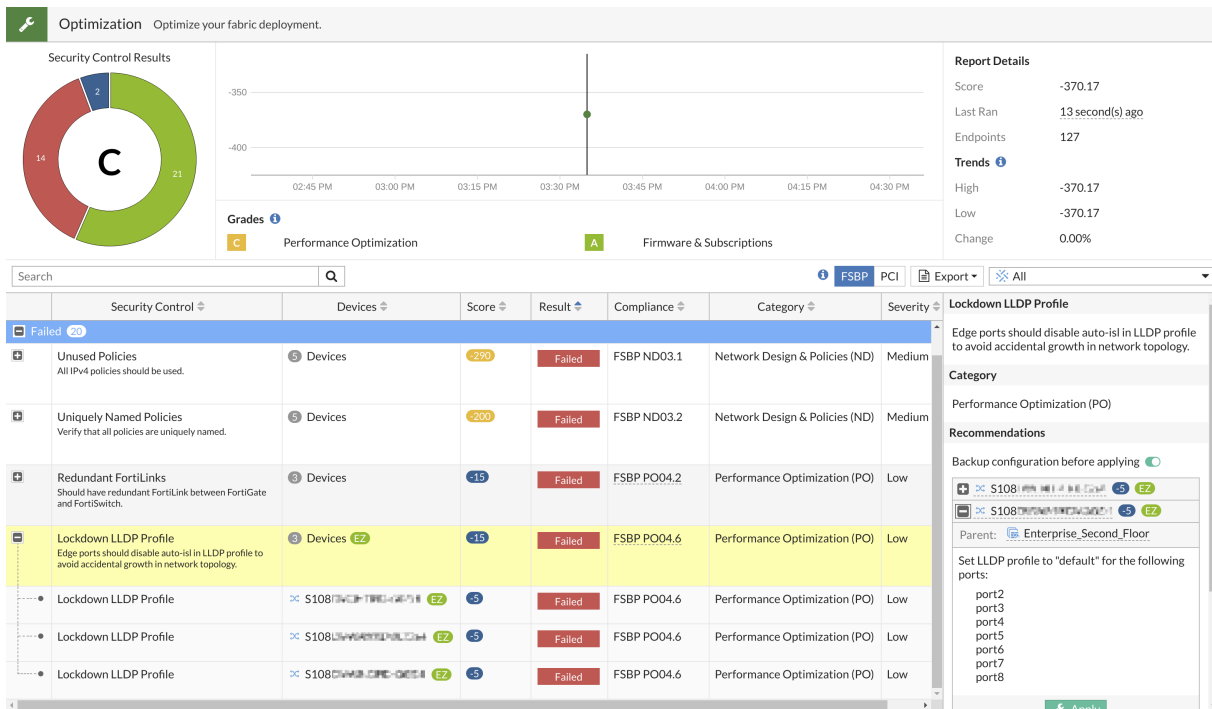 Optimization Optimize your fabric deployment.
Security Control Results
2
14
21
C
-350
-400
02:45 PM 03:00 PM 03:15 PM 03:30 PM 03:45 PM 04:00 PM 04:15 PM 04:30 PM
Grades
C Performance Optimization A Firmware & Subscriptions
Report Details
Score -370.17
Last Ran 13 second(s) ago
Endpoints 127
Trends
High -370.17
Low -370.17
Change 0.00%
Search FSBP PCI Export All
Security Control Devices Score Result Compliance Category Severity
Failed 20
Unused Policies 5 Devices -290 Failed FSBP ND03.1 Network Design & Policies (ND) Medium
All IPv4 policies should be used.
Uniquely Named Policies 5 Devices -200 Failed FSBP ND03.2 Network Design & Policies (ND) Medium
Verify that all policies are uniquely named.
Redundant FortiLinks 3 Devices -15 Failed FSBP PO04.2 Performance Optimization (PO) Low
Should have redundant FortiLink between FortiGate
and FortiSwitch.
Lockdown LLDP Profile 3 Devices EZ -15 Failed FSBP PO04.6 Performance Optimization (PO) Low
Edge ports should disable auto-isl in LLDP profile to
avoid accidental growth in network topology.
Lockdown LLDP Profile S108 EZ -5 Failed FSBP PO04.6 Performance Optimization (PO) Low
Lockdown LLDP Profile S108 EZ -5 Failed FSBP PO04.6 Performance Optimization (PO) Low
Lockdown LLDP Profile S108 EZ -5 Failed FSBP PO04.6 Performance Optimization (PO) Low
Lockdown LLDP Profile
Edge ports should disable auto-isl in LLDP profile
to avoid accidental growth in network topology.
Category
Performance Optimization (PO)
Recommendations
Backup configuration before applying
S108 -5 EZ
S108 -5 EZ
Parent: Enterprise_Second_Floor
Set LLDP profile to "default" for the following
ports:
port2
port3
port4
port5
port6
port7
port8
Apply